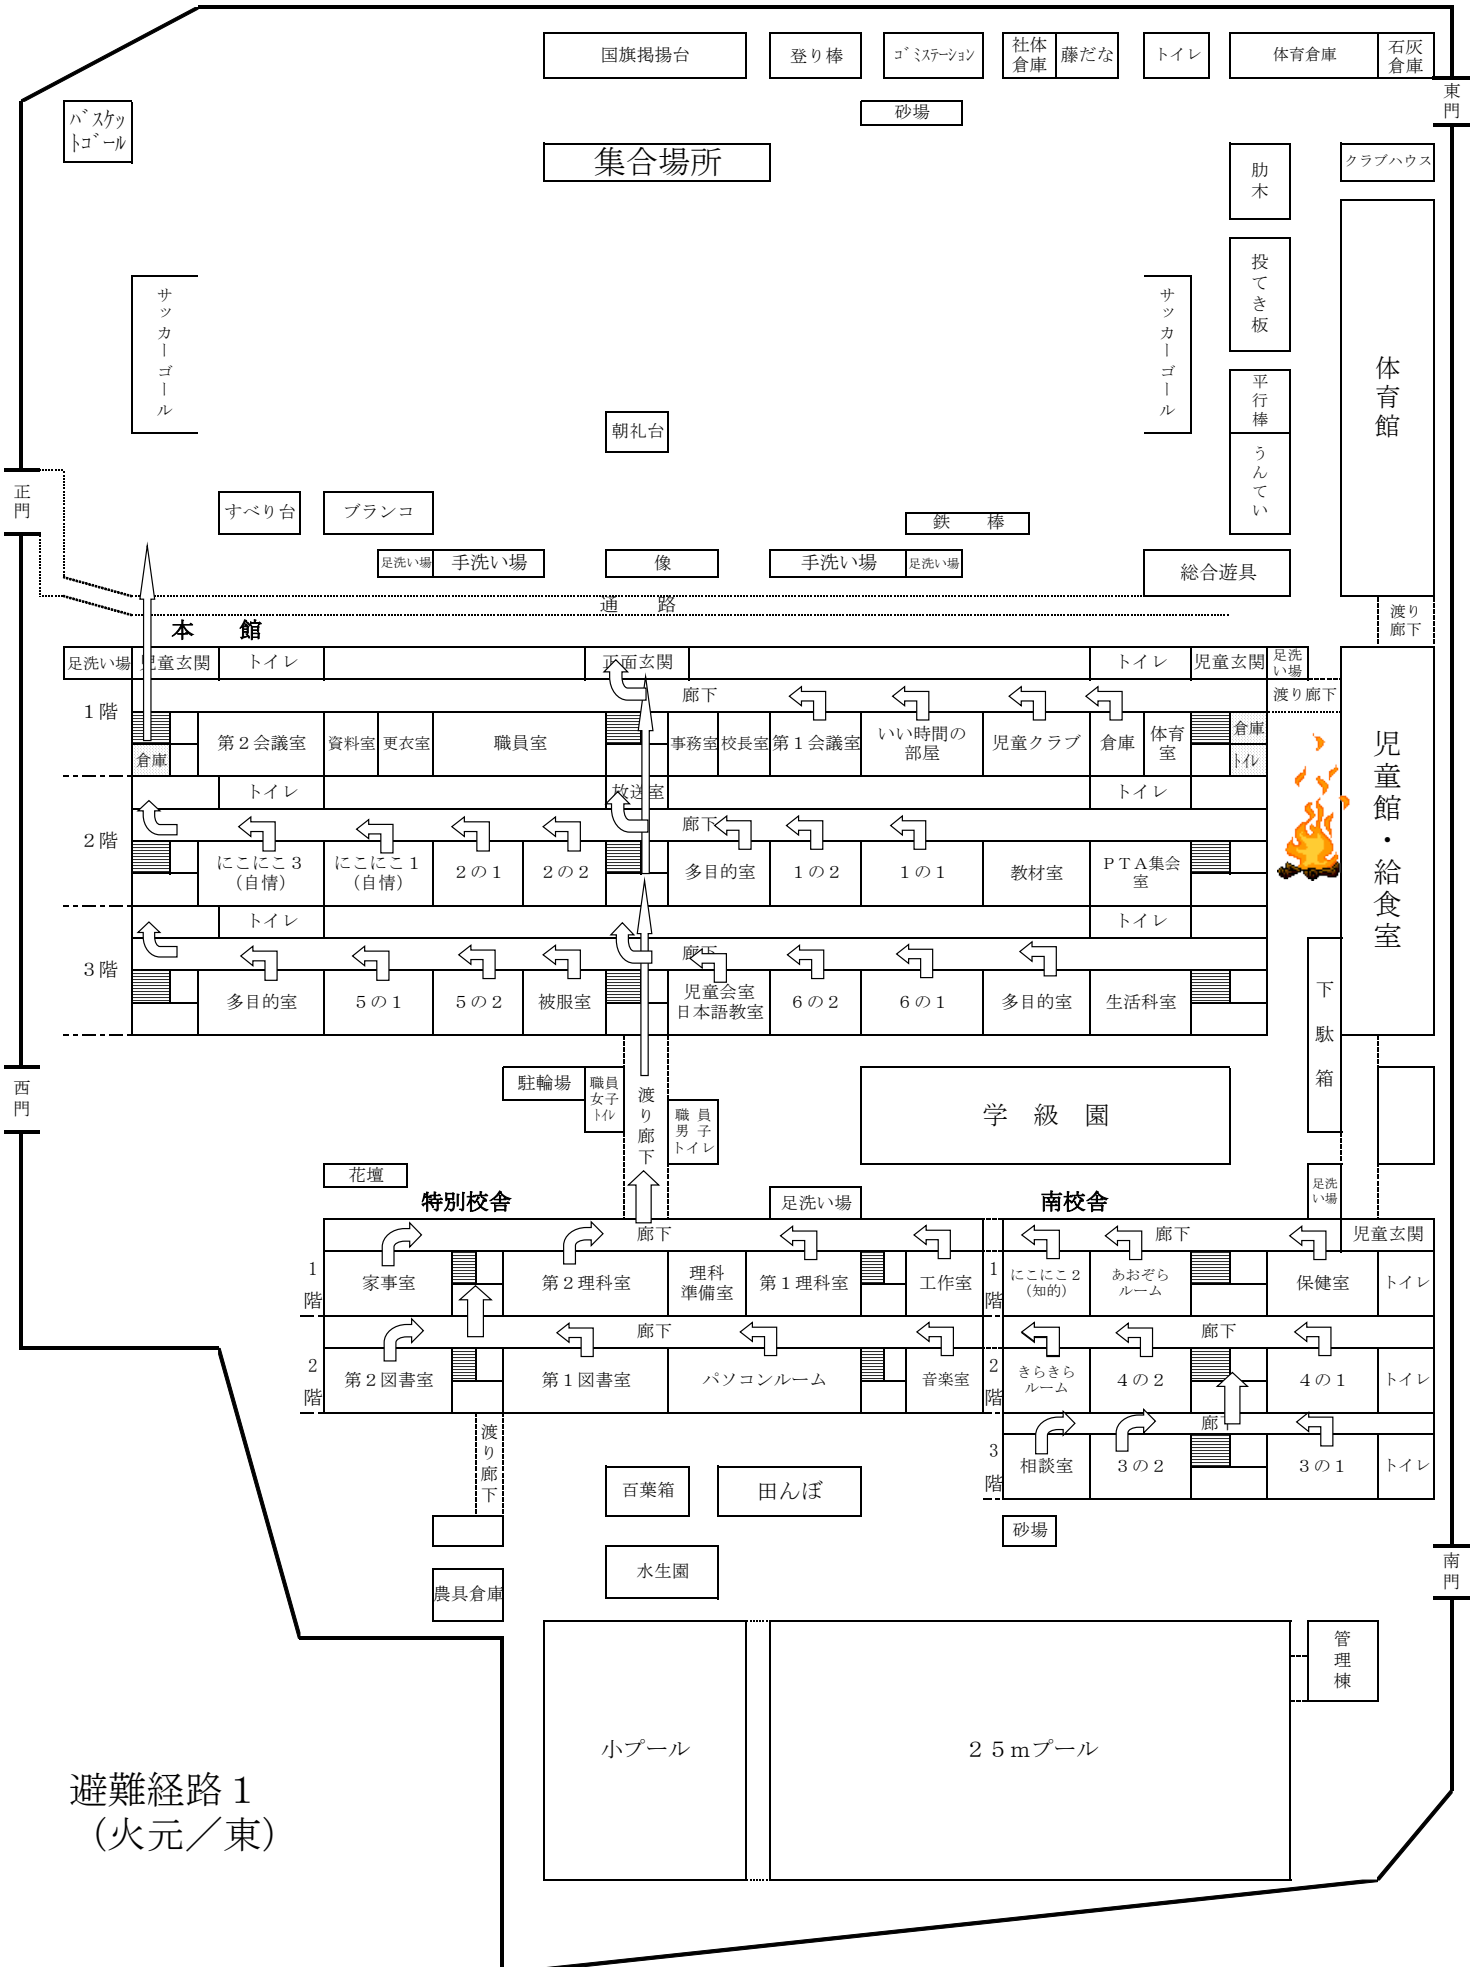 国旗掲揚台
登り棒
ｺﾞﾐｽﾃｰｼｮﾝ
社体
倉庫
藤だな
トイレ
体育倉庫
石灰
倉庫
東門
ﾊﾞｽｹｯ
ﾄｺﾞｰﾙ
砂場
集合場所
肋木
クラブハウス
投てき板
サッカーゴール
サッカーゴール
体育館
平行棒
朝礼台
うんてい
正門
すべり台
ブランコ
鉄　棒
足洗い場
手洗い場
像
手洗い場
足洗い場
総合遊具
通　路
渡り
廊下
本　館
足洗い場
児童玄関
トイレ
正面玄関
トイレ
児童玄関
足洗
い場
１階
廊下
渡り廊下
倉庫
第２会議室
資料室
更衣室
職員室
事務室
校長室
第１会議室
いい時間の
部屋
児童クラブ
倉庫
体育
室
倉庫
ﾄｲﾚ
児童館・給食室
トイレ
放送室
トイレ
２階
廊下
にこにこ３
（自情）
にこにこ１
（自情）
２の１
２の２
多目的室
１の２
１の１
教材室
ＰＴＡ集会
室
トイレ
トイレ
３階
廊下
多目的室
５の１
５の２
被服室
児童会室
日本語教室
６の２
６の１
多目的室
生活科室
下駄箱
西門
駐輪場
職員
女子
ﾄｲﾚ
渡り廊下
職員
男子
トイレ
学級園
花壇
特別校舎
足洗い場
南校舎
足洗
い場
廊下
廊下
児童玄関
1階
家事室
第２理科室
理科
準備室
第１理科室
工作室
1階
にこにこ２
（知的）
あおぞら
ルーム
保健室
トイレ
廊下
廊下
2階
第２図書室
第１図書室
パソコンルーム
音楽室
2階
きらきら
ルーム
４の２
４の１
トイレ
渡り廊下
廊下
3階
相談室
３の２
３の１
トイレ
百葉箱
田んぼ
砂場
水生園
農具倉庫
南門
管理棟
小プール
２５ｍプール
避難経路１
（火元／東）